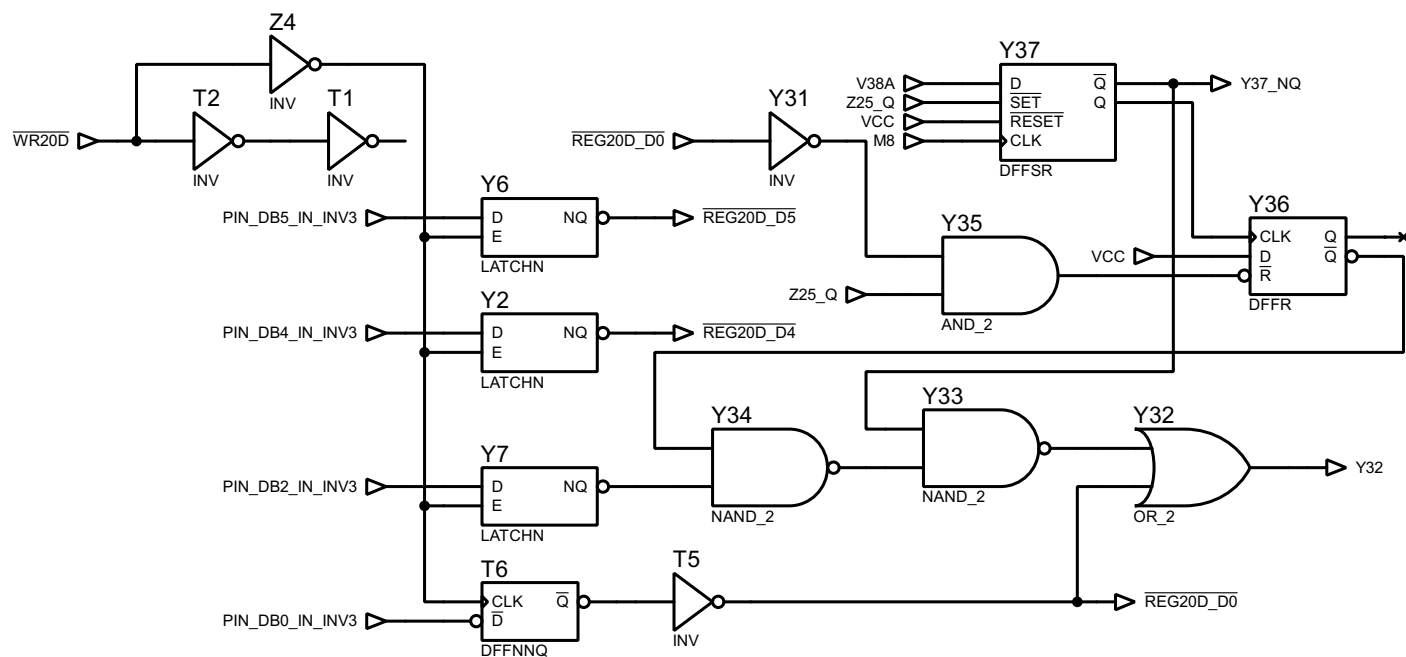 Z4
INV
T2
T1
WR20D
INV
INV
Y31
REG20D_D0
INV
Y37
V38A
Z25_Q
VCC
M8
D
SET
RESET
CLK
Q
Q
DFFSR
Y37_NQ
Y6
PIN_DB5_IN_INV3
D
E
NQ
REG20D_D5
LATCHN
Y35
Z25_Q
AND_2
Y36
VCC
CLK
D
R
Q
Q
DFFR
Y2
PIN_DB4_IN_INV3
D
E
NQ
REG20D_D4
LATCHN
Y34
NAND_2
Y33
NAND_2
Y32
OR_2
Y32
Y7
PIN_DB2_IN_INV3
D
E
NQ
LATCHN
T6
PIN_DB0_IN_INV3
CLK
D
Q
DFFNNQ
T5
INV
REG20D_D0